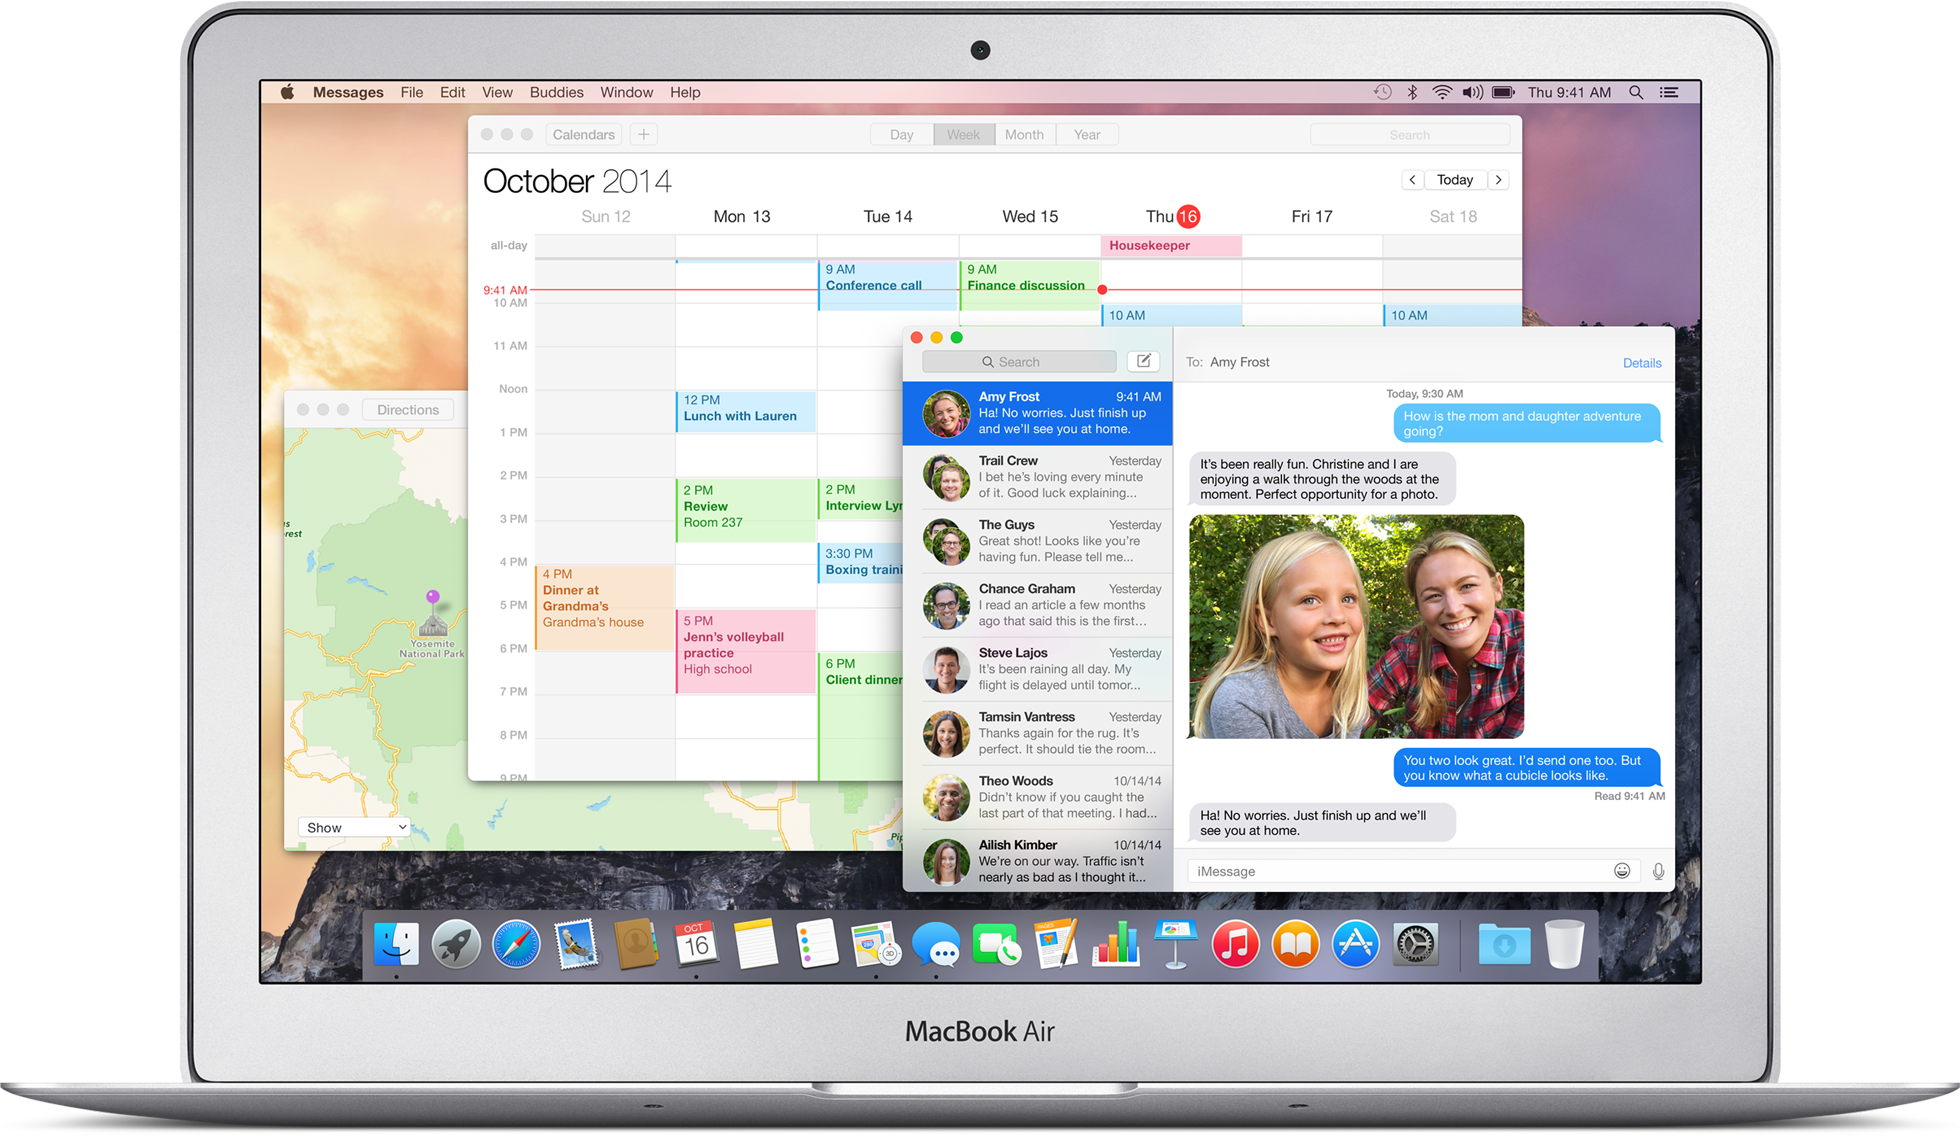 Messages File Edit View Buddies Window Help
Thu 9:41 AM
Calendars +
Day Week Month Year
Search
October 2014
Today
Sun 12 Mon 13 Tue 14 Wed 15 Thu 16 Fri 17 Sat 18
all-day
Housekeeper
9:41 AM
10 AM
11 AM
Noon
1 PM
2 PM
3 PM
4 PM
5 PM
6 PM
7 PM
8 PM
9 PM
4 PM
Dinner at
Grandma's
Grandma's house
12 PM
Lunch with Lauren
2 PM
Review
Room 237
5 PM
Jenn's volleyball
practice
High school
9 AM
Conference call
2 PM
Interview
3:30 PM
Boxing
6 PM
Client dinner
9 AM
Finance discussion
10 AM
10 AM
Directions
Yosemite
National Park
Show
Search
Amy Frost 9:41 AM
Ha! No worries. Just finish up
and we'll see you at home.
Trail Crew Yesterday
I bet he's loving every minute
of it. Good luck explaining...
The Guys Yesterday
Great shot! Looks like you're
having fun. Please tell me...
Chance Graham Yesterday
I read an article a few months
ago that said this is the first...
Steve Lajos Yesterday
It's been raining all day. My
flight is delayed until tomor...
Tamsin Vantress Yesterday
Thanks again for the rug. It's
perfect. It should tie the room...
Theo Woods 10/14/14
Didn't know if you caught the
last part of that meeting. I had...
Ailish Kimber 10/14/14
We're on our way. Traffic isn't
nearly as bad as I thought it...
To: Amy Frost
Details
Today, 9:30 AM
How is the mom and daughter adventure
going?
It's been really fun. Christine and I are
enjoying a walk through the woods at the
moment. Perfect opportunity for a photo.
You two look great. I'd send one too. But
you know what a cubicle looks like.
Read 9:41 AM
Ha! No worries. Just finish up and we'll
see you at home.
iMessage
OCT
16
3D
PAGES
MacBook Air